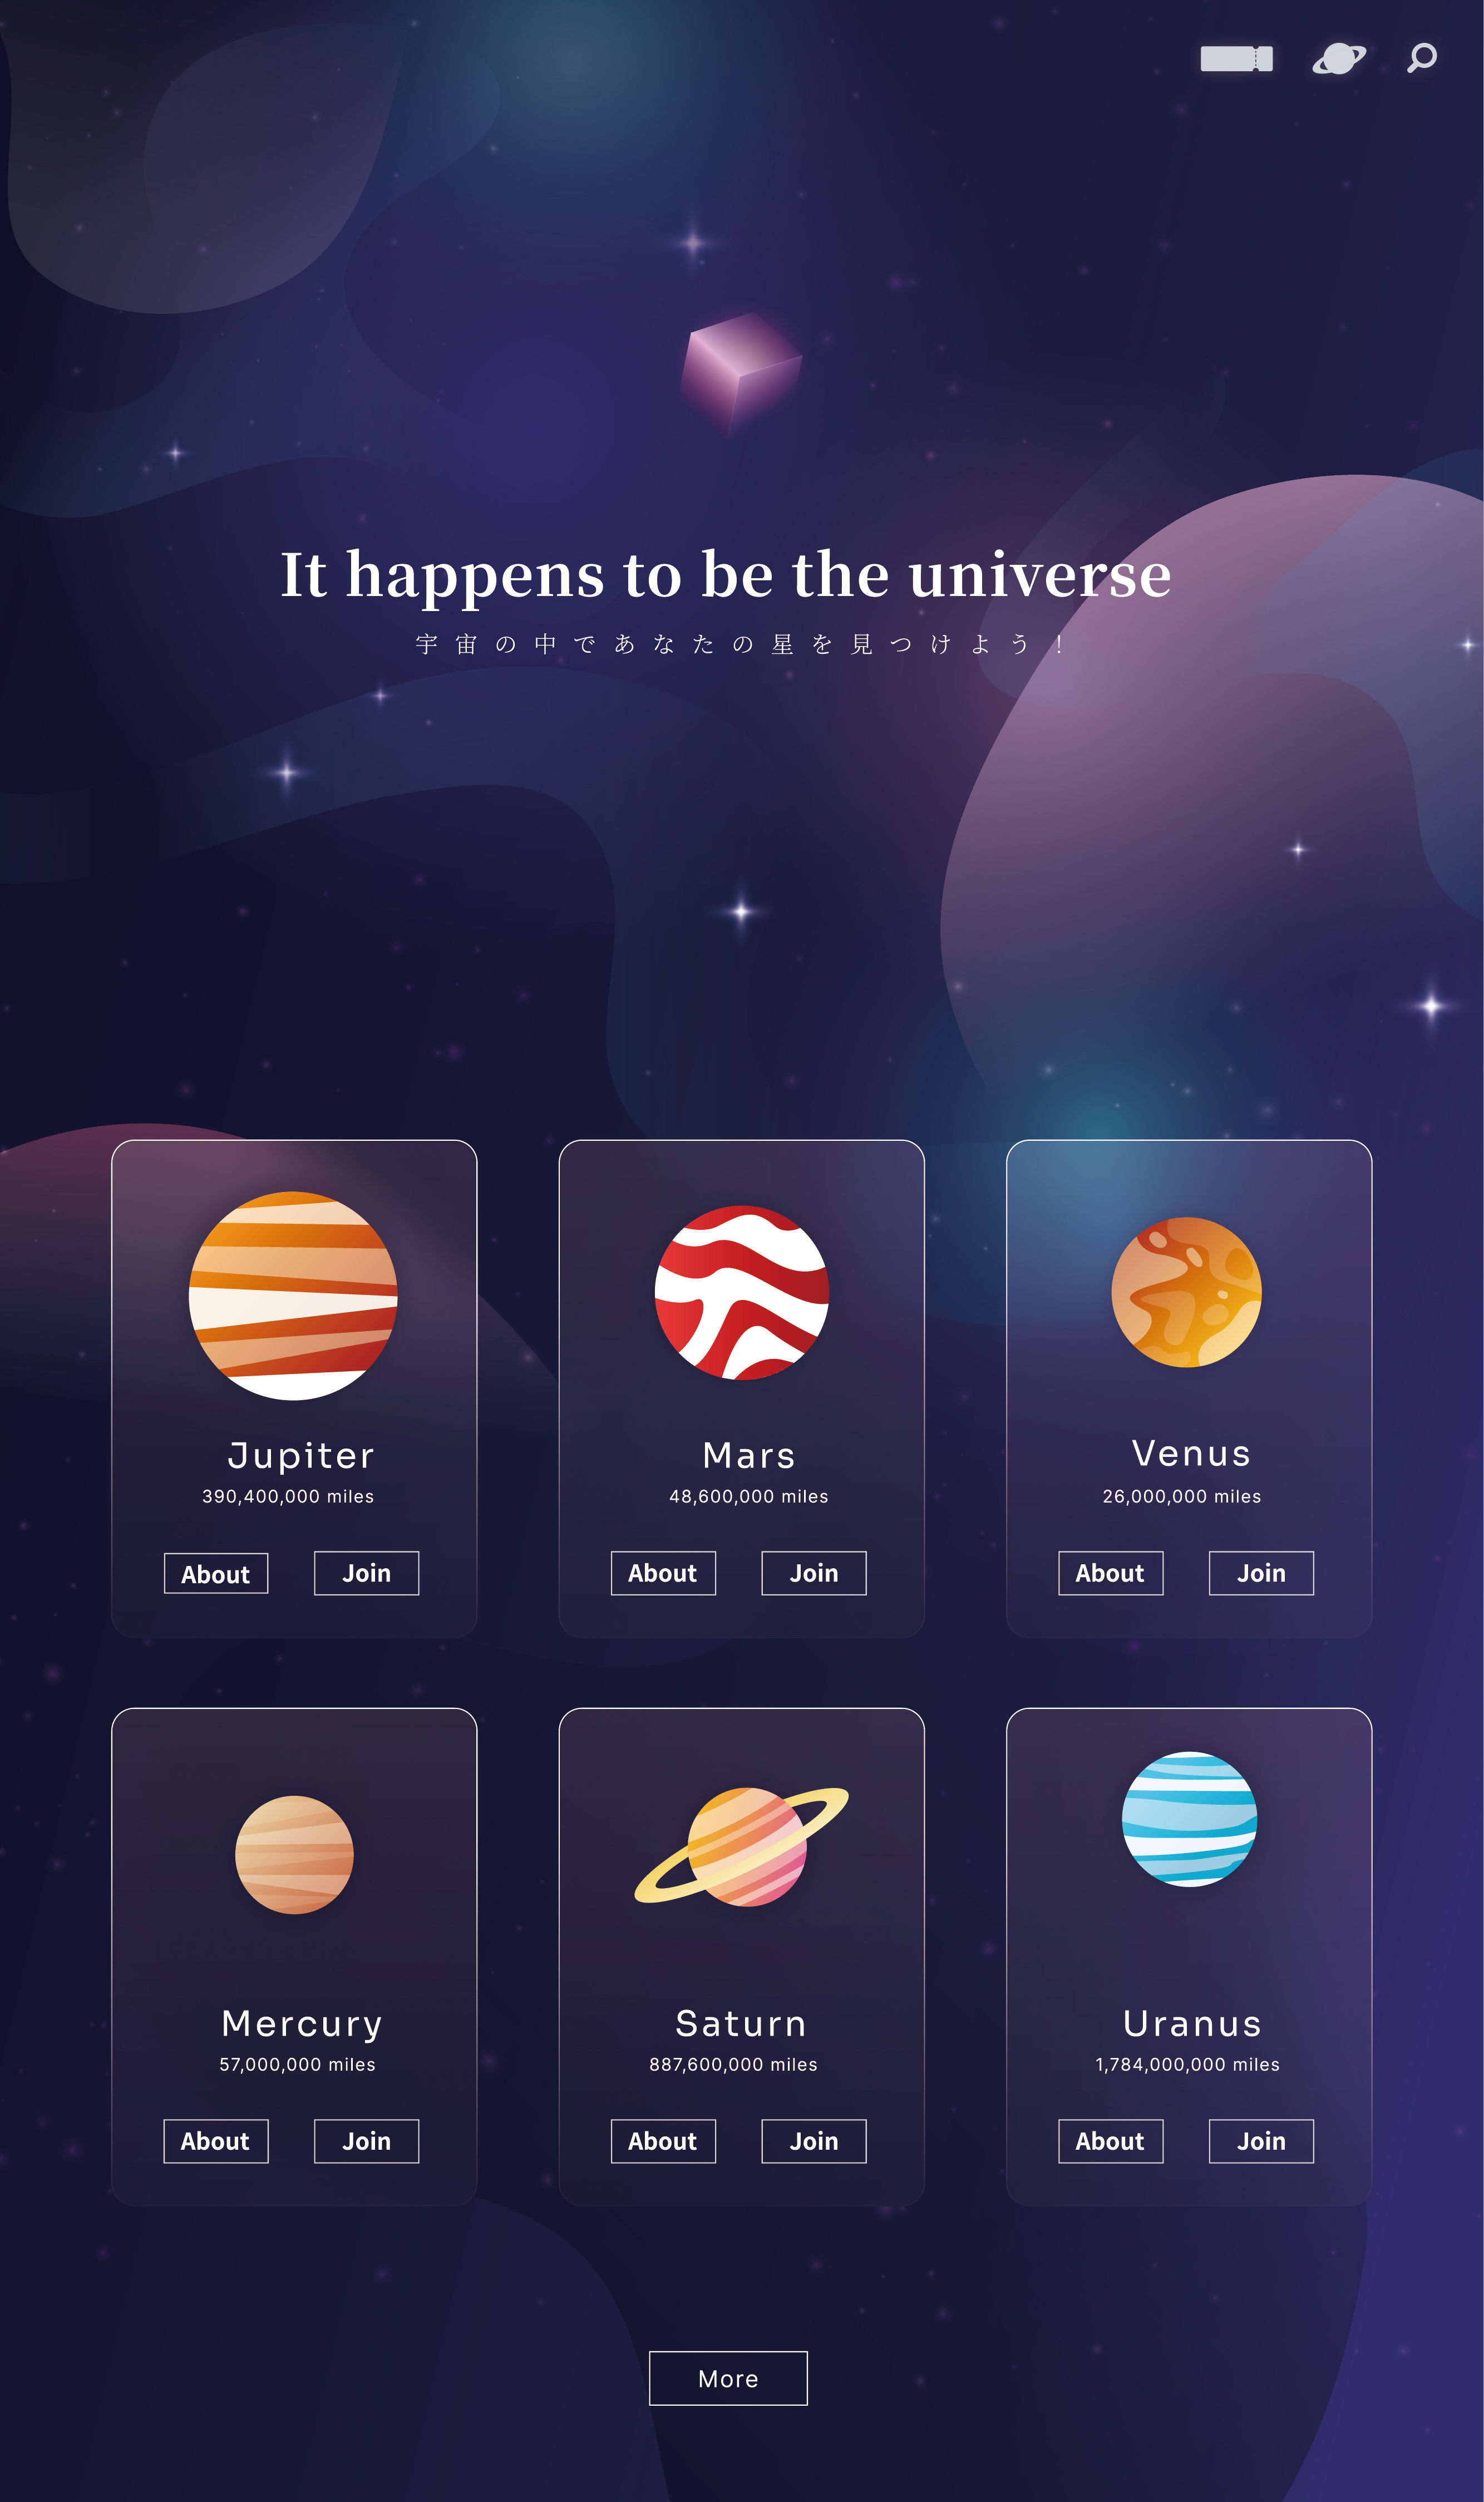 It happens to be the universe
宇宙の中であなたの星を見つけよう！
Jupiter
390,400,000 miles
About
Join
Mars
48,600,000 miles
About
Join
Venus
26,000,000 miles
About
Join
Mercury
57,000,000 miles
About
Join
Saturn
887,600,000 miles
About
Join
Uranus
1,784,000,000 miles
About
Join
More